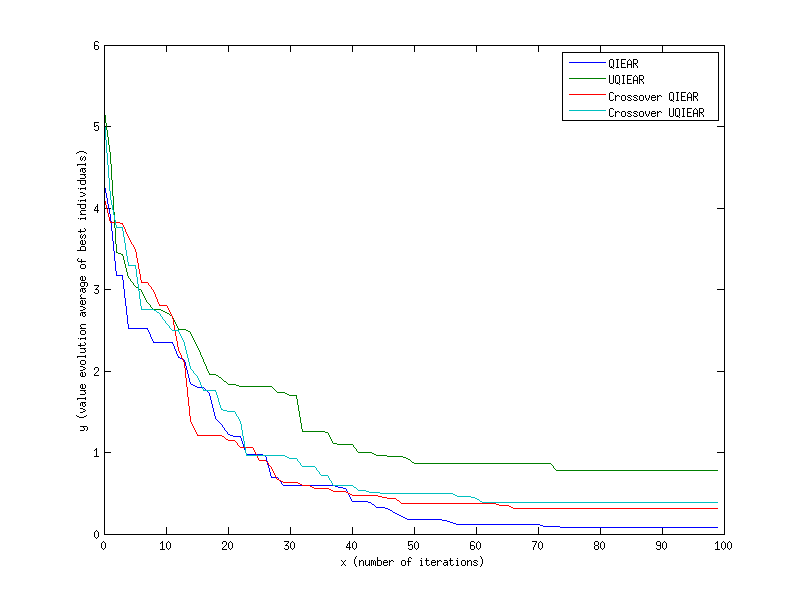 6
5
4
3
2
1
0
0 10 20 30 40 50 60 70 80 90 100
x (number of iterations)
y (value evolution average of best individuals)
QIEAR
UQIEAR
Crossover QIEAR
Crossover UQIEAR